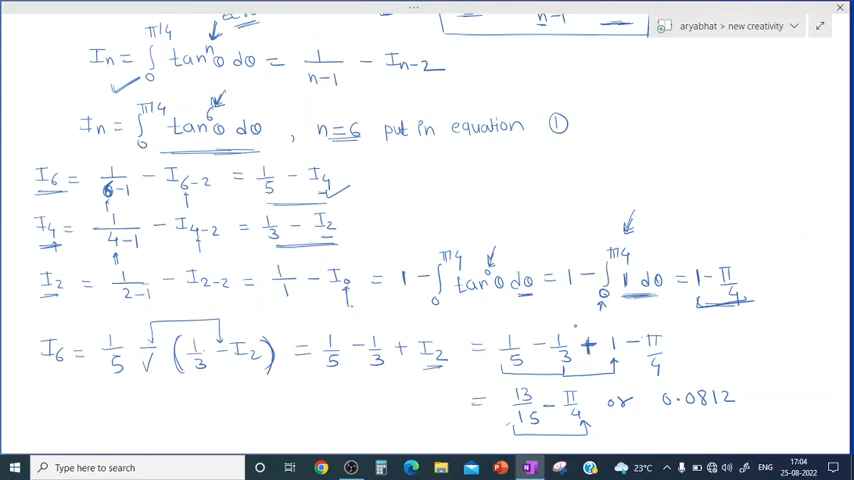 aryabhat > new creativity
n-1
Iₙ = ∫₀^π/4 tanⁿθ dθ = 1/(n-1) - Iₙ₋₂
Iₙ = ∫₀^π/4 tan⁶θ dθ , n=6 put in equation ①
I₆ = 1/(6-1) - I₆₋₂ = 1/5 - I₄
I₄ = 1/(4-1) - I₄₋₂ = 1/3 - I₂
I₂ = 1/(2-1) - I₂₋₂ = 1/1 - I₀ = 1 - ∫₀^π/4 tan⁰θ dθ = 1 - ∫₀^π/4 1 dθ = 1 - π/4
I₆ = 1/5 - (1/3 - I₂) = 1/5 - 1/3 + I₂ = 1/5 - 1/3 + 1 - π/4
= 13/15 - π/4 or 0.0812
Type here to search
23°C
ENG
17:04
25-08-2022